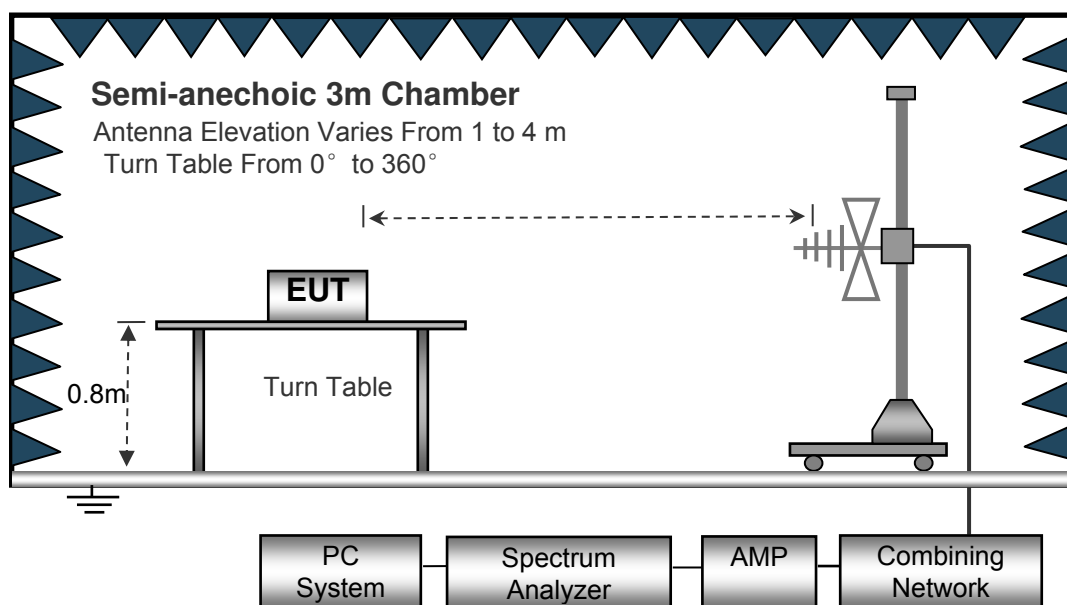 Semi-anechoic 3m Chamber
Antenna Elevation Varies From 1 to 4 m
Turn Table From 0° to 360°
EUT
0.8m
Turn Table
PC
System
Spectrum
Analyzer
AMP
Combining
Network